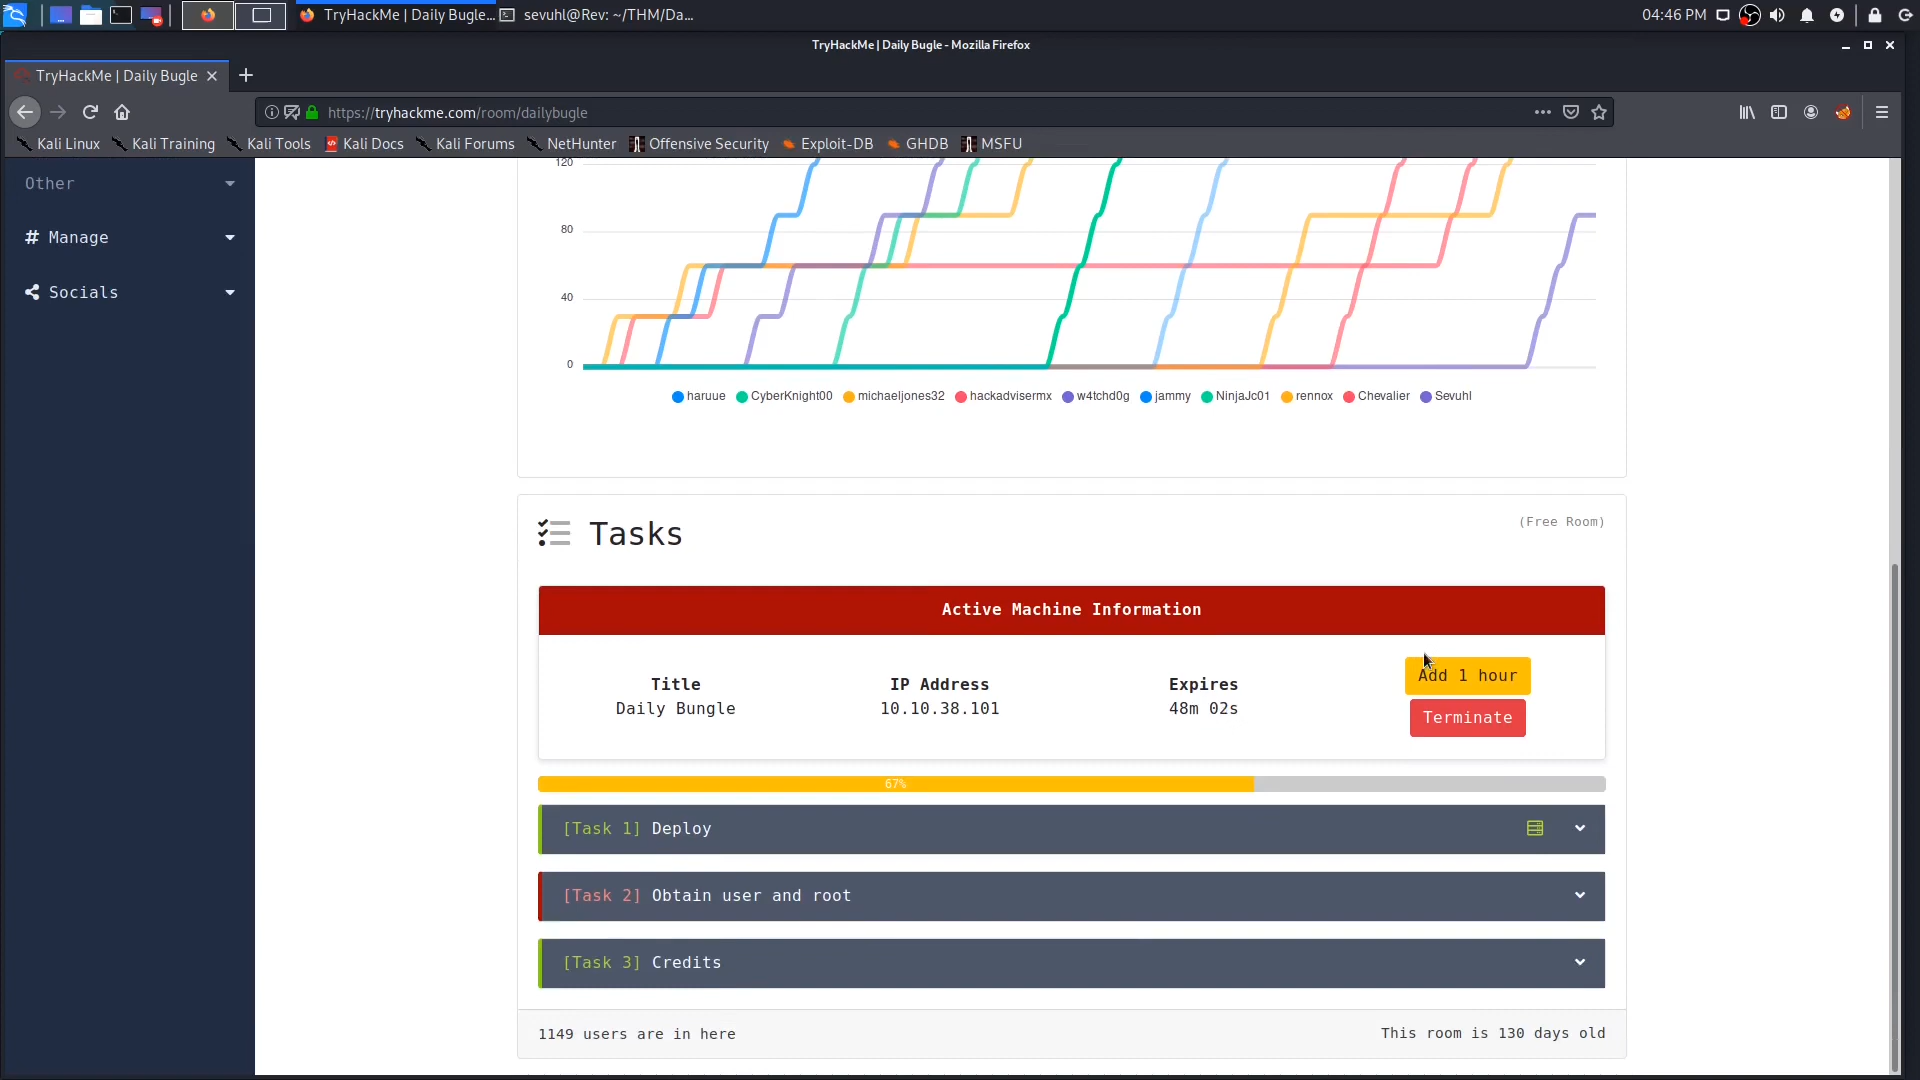 TryHackMe | Daily Bugle... sevuhl@Rev: ~/THM/Da... 04:46 PM
TryHackMe | Daily Bugle - Mozilla Firefox
TryHackMe | Daily Bugle
https://tryhackme.com/room/dailybugle
Kali Linux Kali Training Kali Tools Kali Docs Kali Forums NetHunter Offensive Security Exploit-DB GHDB MSFU
Other
Manage
Socials
120
80
40
0
haruue CyberKnight00 michaeljones32 hackadvisermx w4tchd0g jammy NinjaJc01 rennox Chevalier Sevuhl
Tasks
(Free Room)
Active Machine Information
Title IP Address Expires
Daily Bungle 10.10.38.101 48m 02s
Add 1 hour
Terminate
67%
[Task 1] Deploy
[Task 2] Obtain user and root
[Task 3] Credits
1149 users are in here
This room is 130 days old